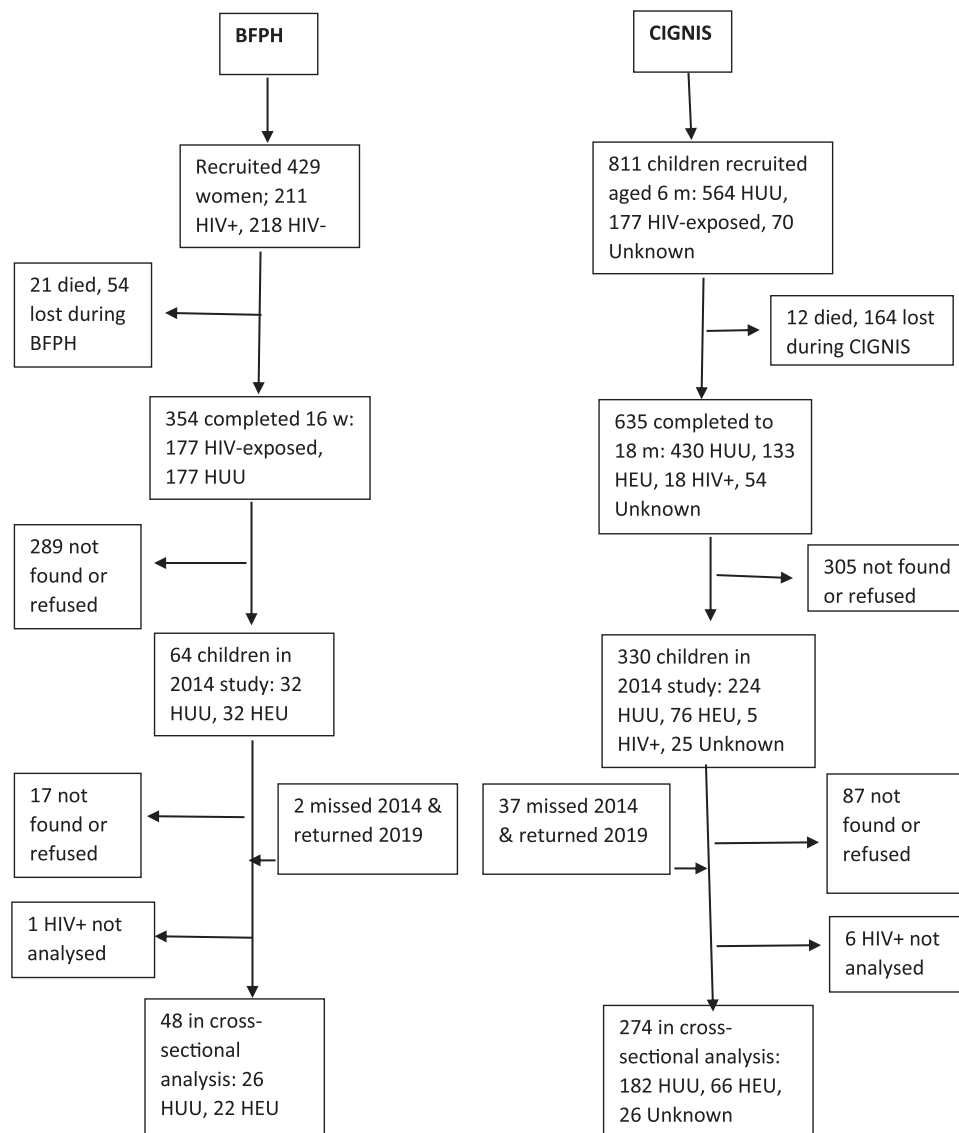 BFPH
Recruited 429
women; 211
HIV+, 218 HIV-
21 died, 54
lost during
BFPH
354 completed 16 w:
177 HIV-exposed,
177 HUU
289 not
found or
refused
64 children in
2014 study: 32
HUU, 32 HEU
17 not
found or
refused
2 missed 2014 &
returned 2019
1 HIV+ not
analysed
48 in cross-
sectional
analysis: 26
HUU, 22 HEU
CIGNIS
811 children recruited
aged 6 m: 564 HUU,
177 HIV-exposed, 70
Unknown
12 died, 164 lost
during CIGNIS
635 completed to
18 m: 430 HUU, 133
HEU, 18 HIV+, 54
Unknown
305 not found
or refused
330 children in
2014 study: 224
HUU, 76 HEU, 5
HIV+, 25 Unknown
37 missed 2014
& returned 2019
87 not
found or
refused
6 HIV+ not
analysed
274 in cross-
sectional analysis:
182 HUU, 66 HEU,
26 Unknown